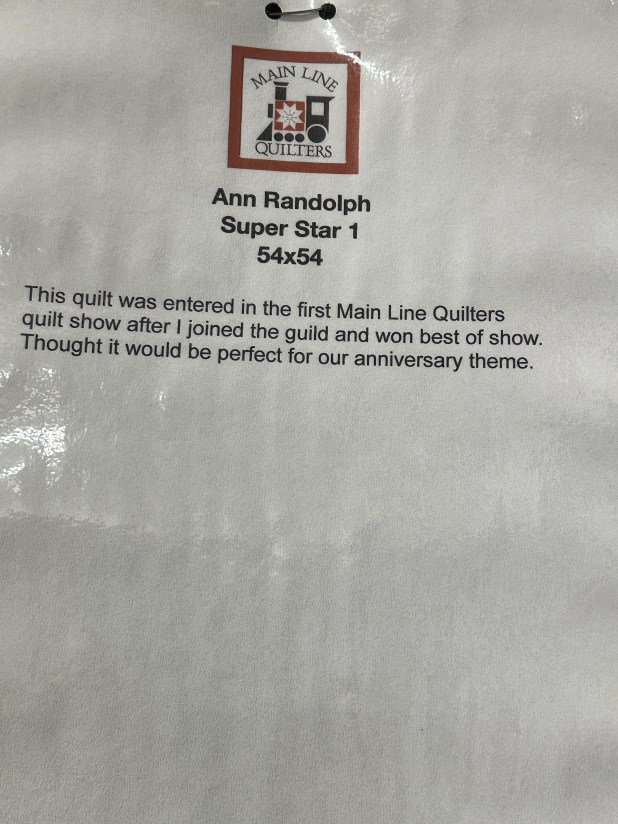 MAIN LINE
QUILTERS
Ann Randolph
Super Star 1
54x54
This quilt was entered in the first Main Line Quilters
quilt show after I joined the guild and won best of show.
Thought it would be perfect for our anniversary theme.